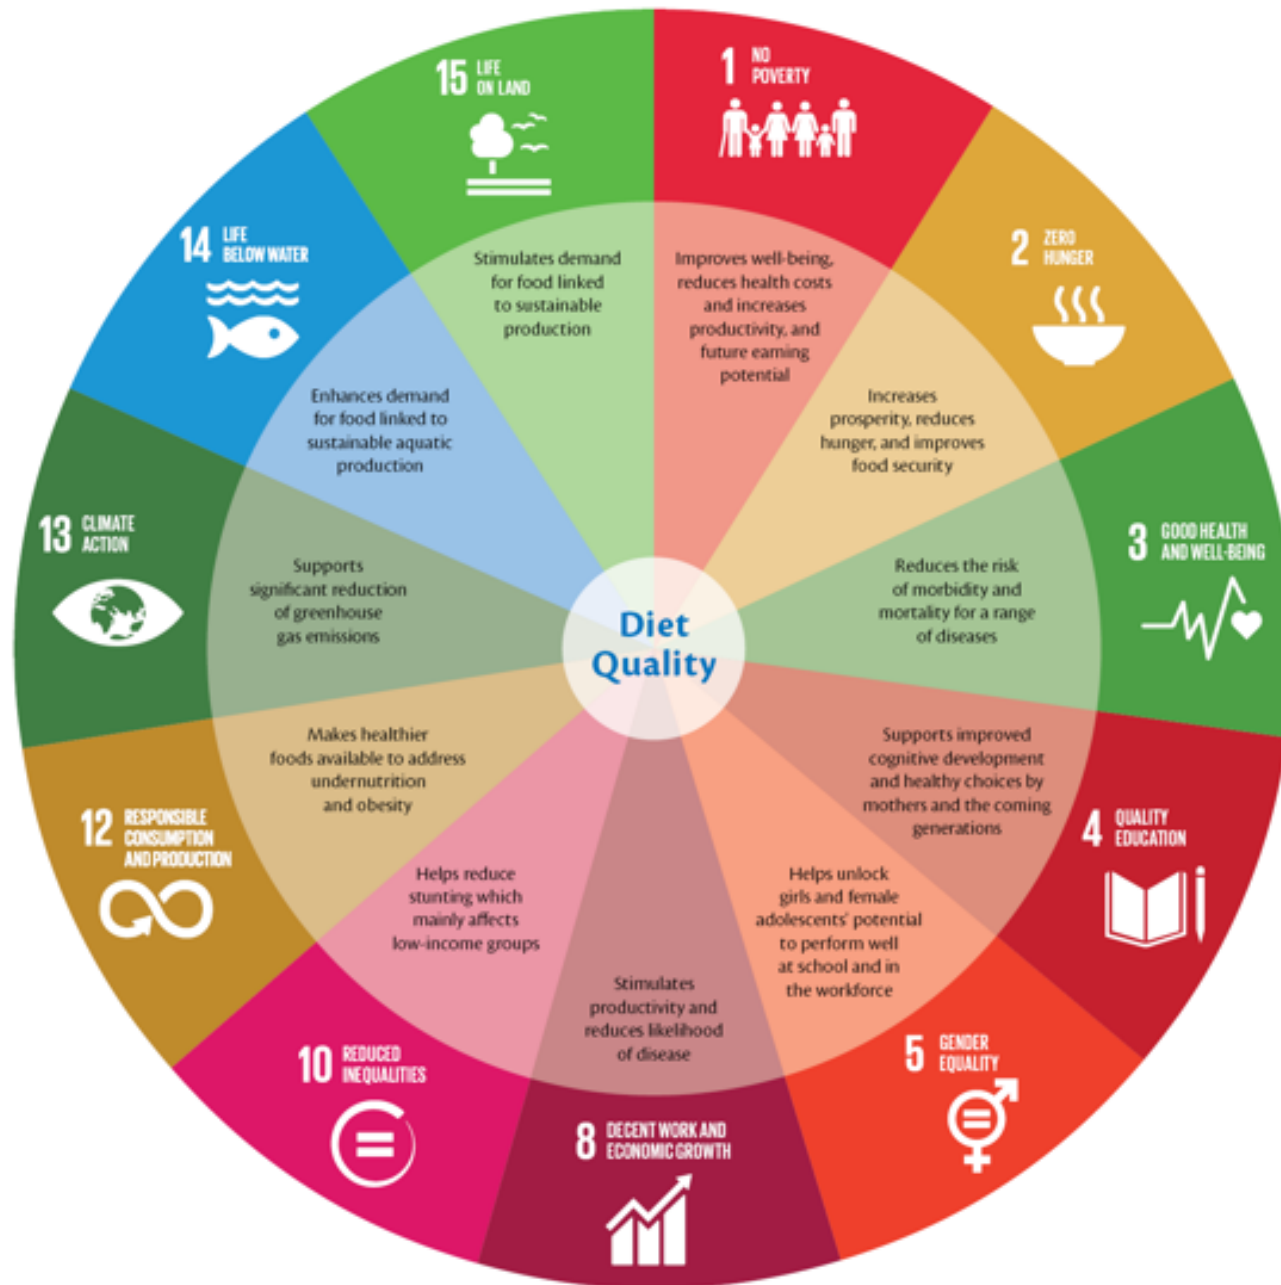 Diet
Quality
1 NO
POVERTY
Improves well-being,
reduces health costs
and increases
productivity, and
future earning
potential
2 ZERO
HUNGER
Increases
prosperity, reduces
hunger, and improves
food security
3 GOOD HEALTH
AND WELL-BEING
Reduces the risk
of morbidity and
mortality for a range
of diseases
4 QUALITY
EDUCATION
Supports improved
cognitive development
and healthy choices by
mothers and the coming
generations
5 GENDER
EQUALITY
Helps unlock
girls and female
adolescents' potential
to perform well
at school and in
the workforce
8 DECENT WORK AND
ECONOMIC GROWTH
Stimulates
productivity and
reduces likelihood
of disease
10 REDUCED
INEQUALITIES
Helps reduce
stunting which
mainly affects
low-income groups
12 RESPONSIBLE
CONSUMPTION
AND PRODUCTION
Makes healthier
foods available to address
undernutrition
and obesity
13 CLIMATE
ACTION
Supports
significant reduction
of greenhouse
gas emissions
14 LIFE
BELOW WATER
Enhances demand
for food linked to
sustainable aquatic
production
15 LIFE
ON LAND
Stimulates demand
for food linked
to sustainable
production